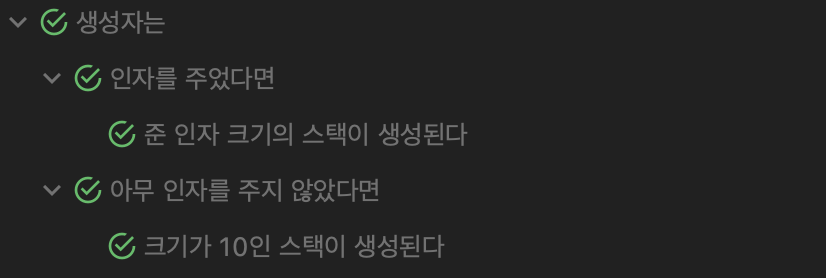 생성자는
인자를 주었다면
준 인자 크기의 스택이 생성된다
아무 인자를 주지 않았다면
크기가 10인 스택이 생성된다